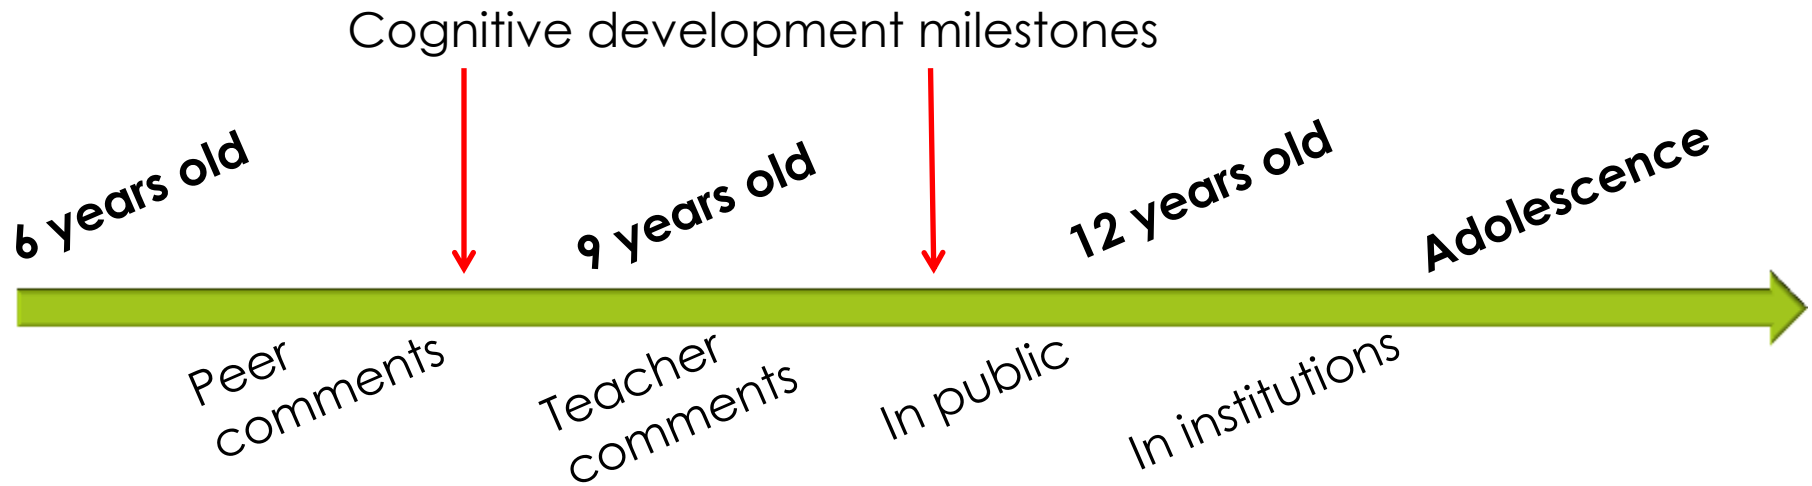 Cognitive development milestones
6 years old
9 years old
12 years old
Adolescence
Peer
comments
Teacher
comments
In public
In institutions